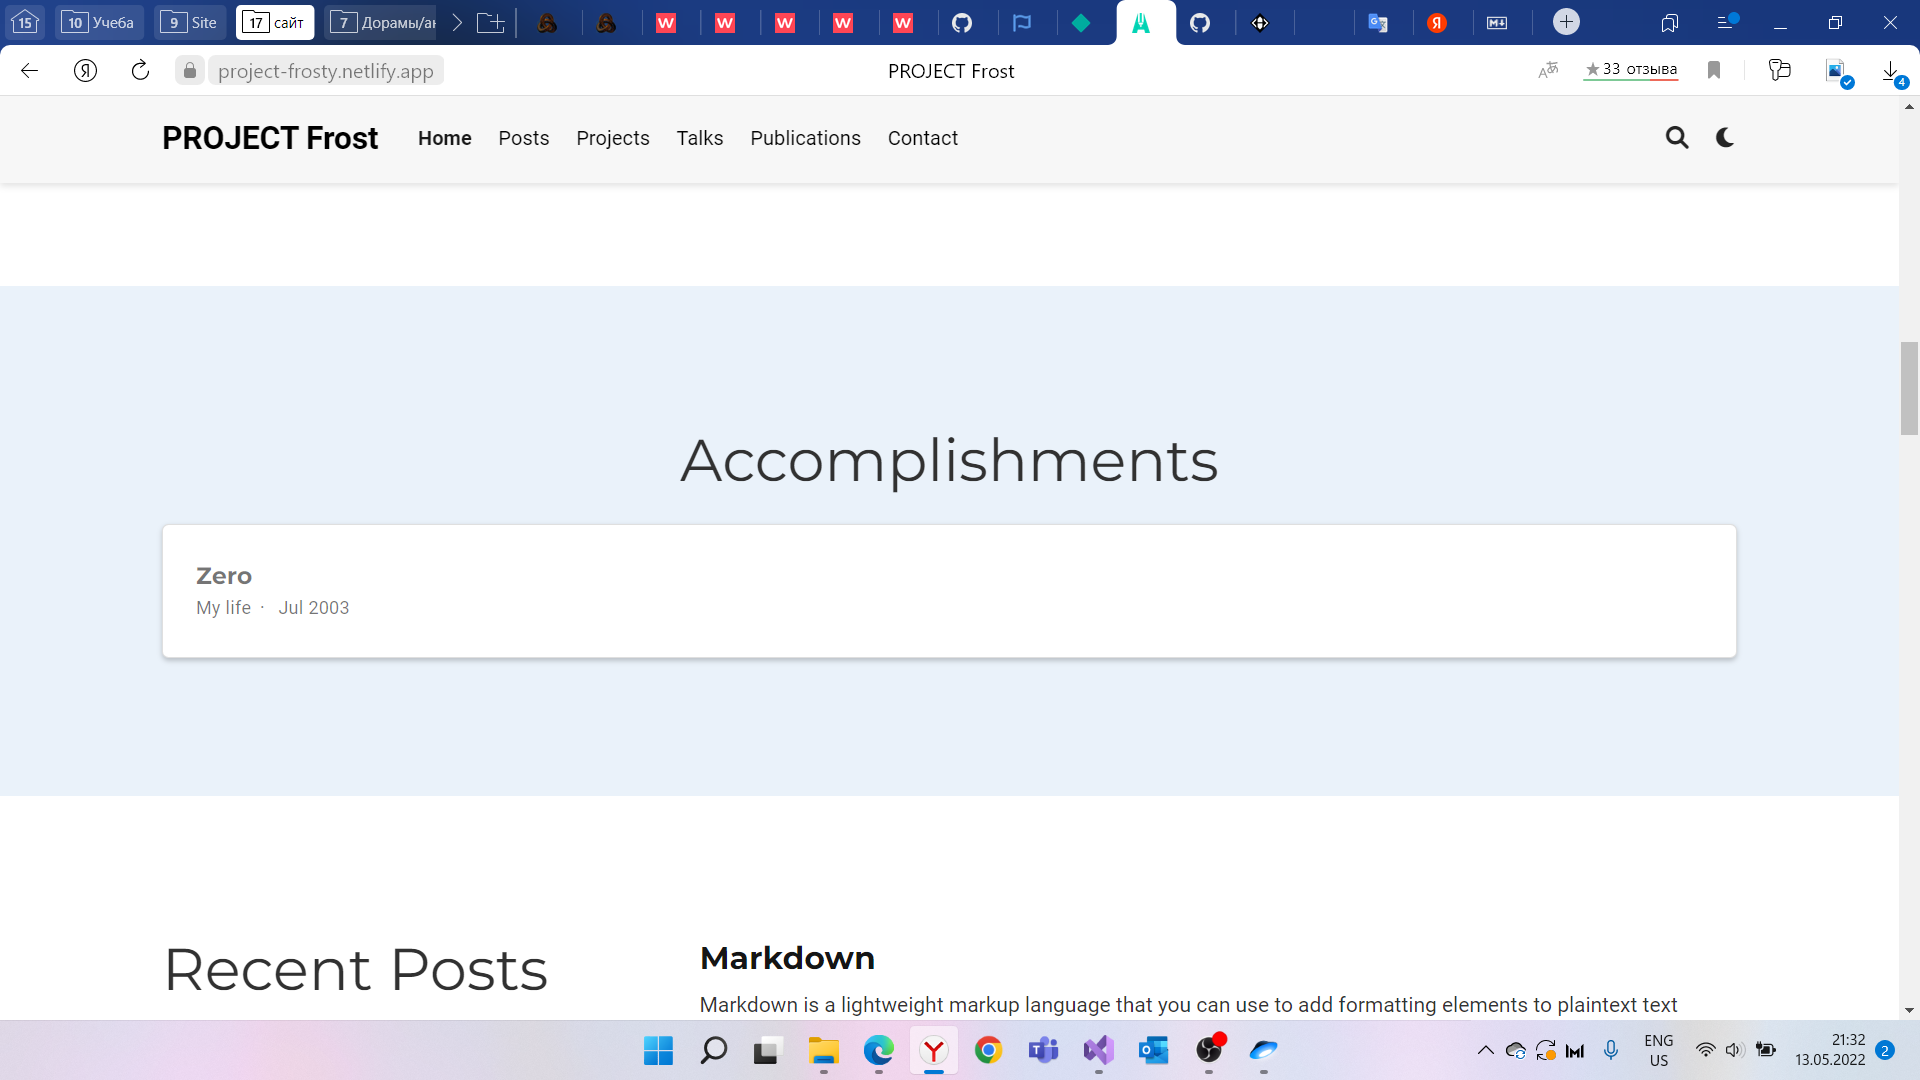 15
10 Учеба
9 Site
17 сайт
7 Дорамы/ан
project-frosty.netlify.app
PROJECT Frost
33 отзыва
4
PROJECT Frost
Home
Posts
Projects
Talks
Publications
Contact
Accomplishments
Zero
My life · Jul 2003
Recent Posts
Markdown
Markdown is a lightweight markup language that you can use to add formatting elements to plaintext text
ENG
US
21:32
13.05.2022
2